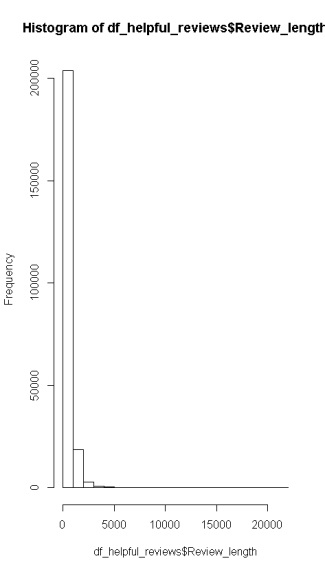 Histogram of df_helpful_reviews$Review_length
200000
150000
100000
50000
0
Frequency
0 5000 10000 15000 20000
df_helpful_reviews$Review_length